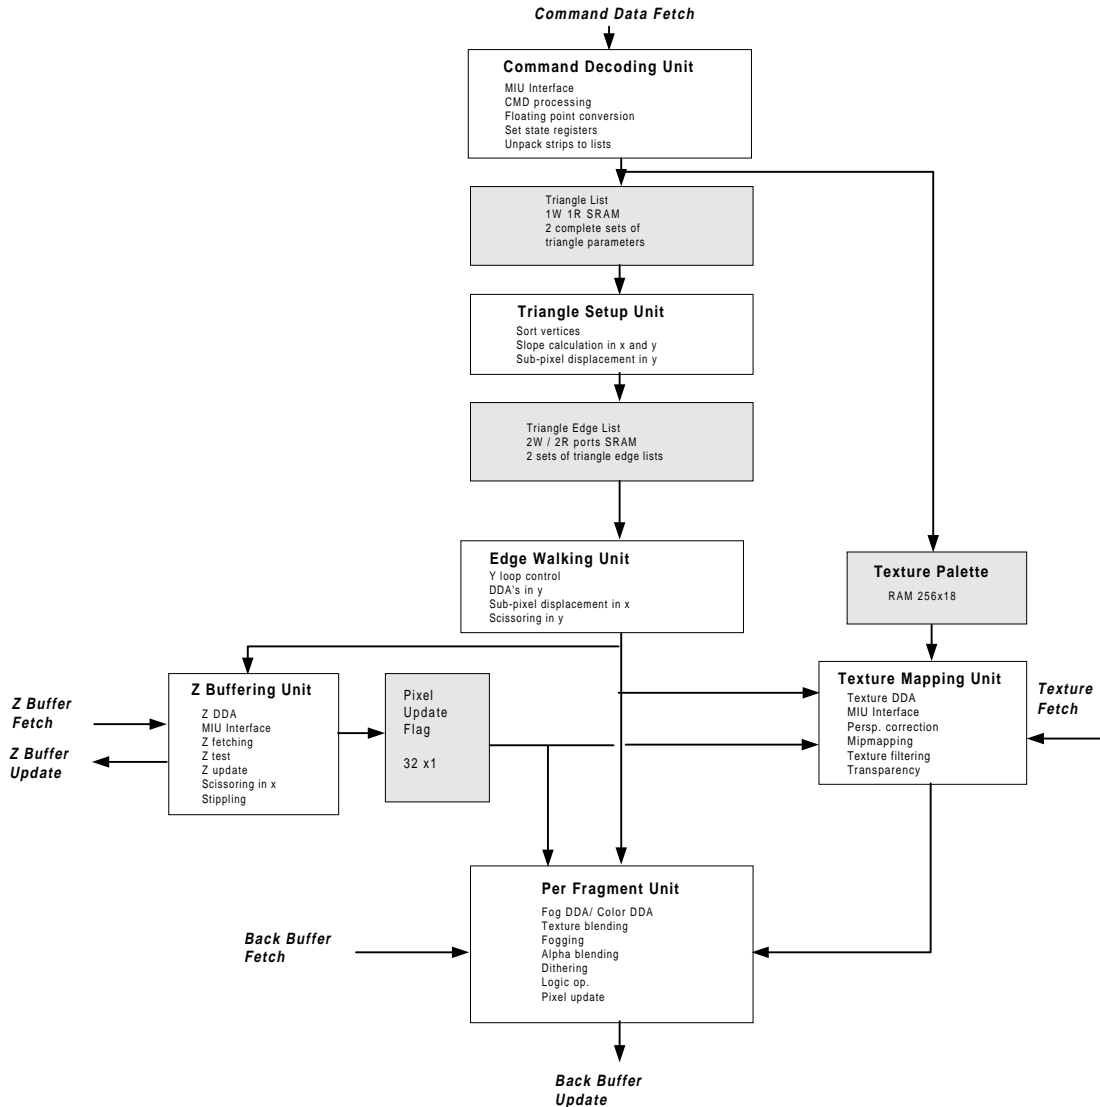 Command Data Fetch
Command Decoding Unit
MIU Interface
CMD processing
Floating point conversion
Set state registers
Unpack strips to lists
Triangle List
1W 1R SRAM
2 complete sets of
triangle parameters
Triangle Setup Unit
Sort vertices
Slope calculation in x and y
Sub-pixel displacement in y
Triangle Edge List
2W / 2R ports SRAM
2 sets of triangle edge lists
Edge Walking Unit
Y loop control
DDA's in y
Sub-pixel displacement in x
Scissoring in y
Texture Palette
RAM 256x18
Z Buffer
Fetch
Z Buffer
Update
Z Buffering Unit
Z DDA
MIU Interface
Z fetching
Z test
Z update
Scissoring in x
Stippling
Pixel
Update
Flag
32 x1
Texture Mapping Unit
Texture DDA
MIU Interface
Persp. correction
Mipmapping
Texture filtering
Transparency
Texture
Fetch
Per Fragment Unit
Fog DDA/ Color DDA
Texture blending
Fogging
Alpha blending
Dithering
Logic op.
Pixel update
Back Buffer
Fetch
Back Buffer
Update